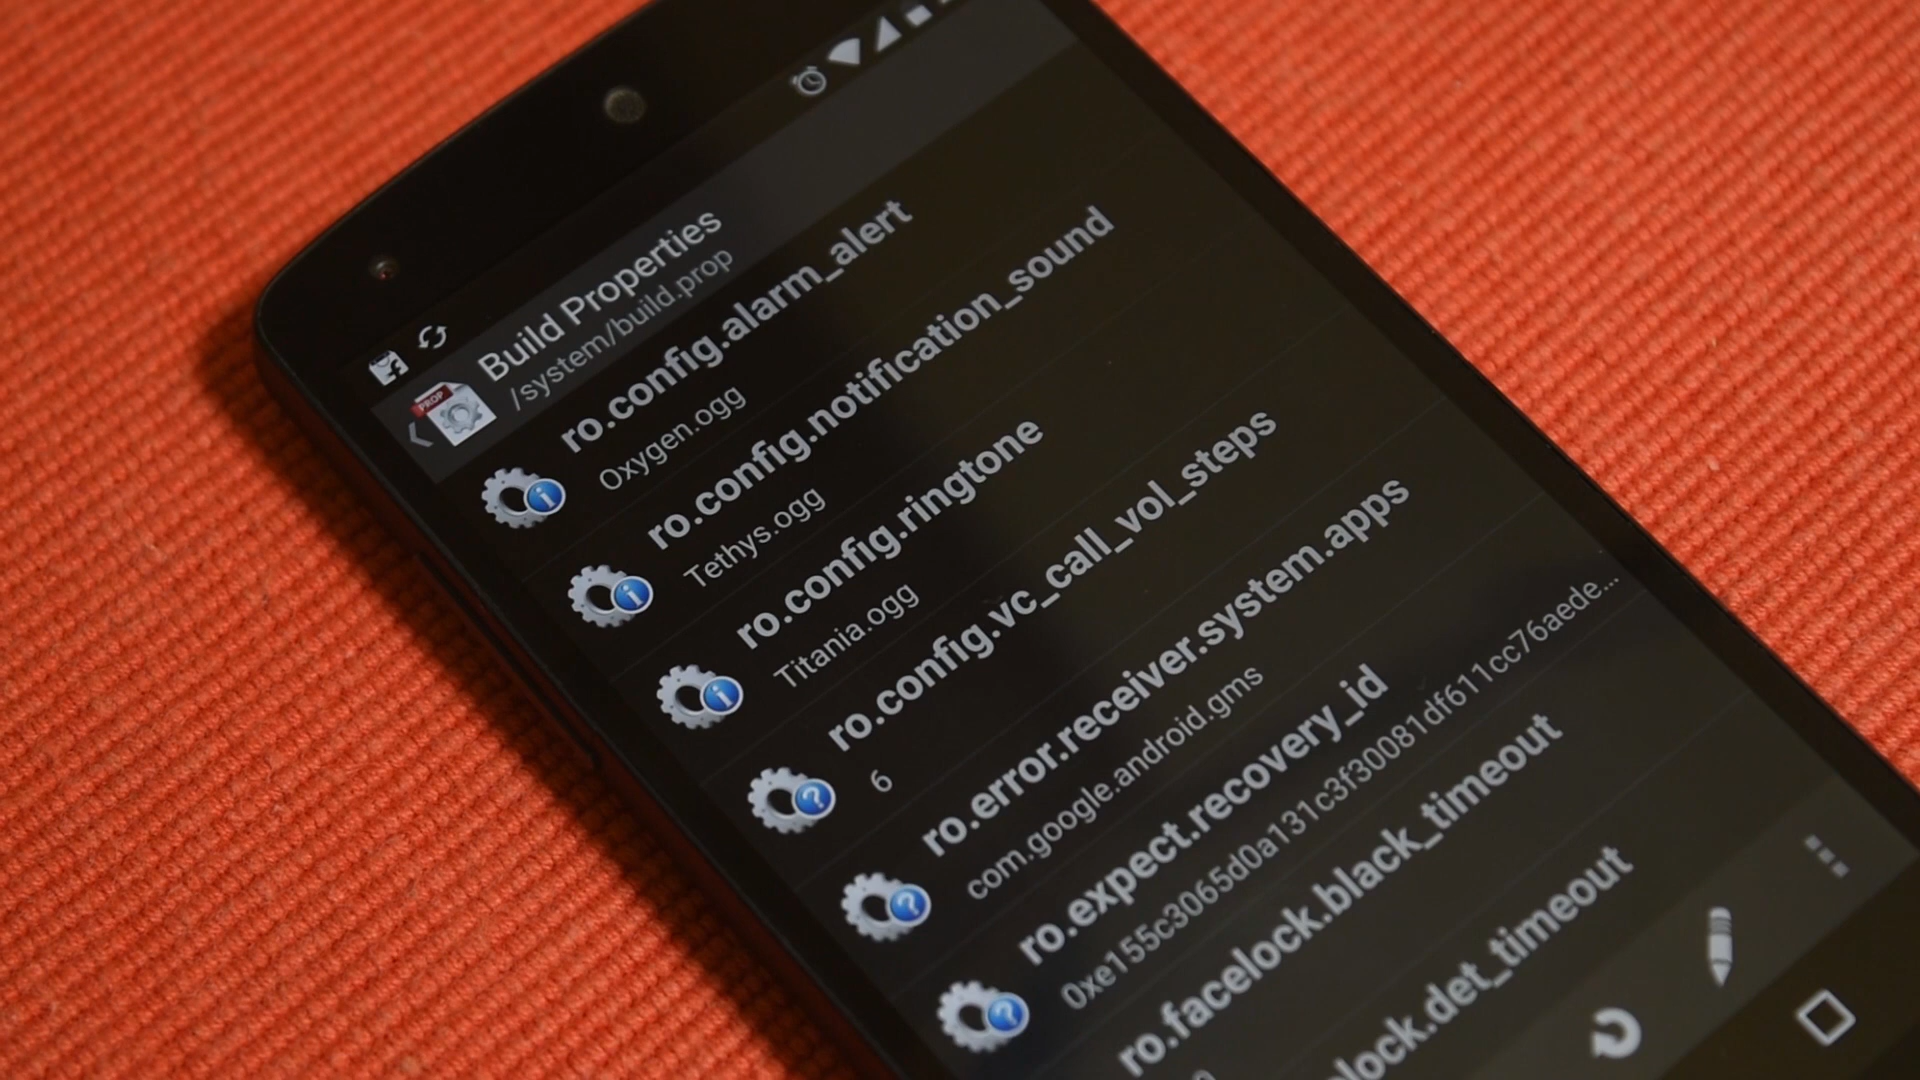 Build Properties
/system/build.prop
PROP
ro.config.alarm_alert
Oxygen.ogg
ro.config.notification_sound
Tethys.ogg
ro.config.ringtone
Titania.ogg
ro.config.vc_call_vol_steps
6
ro.error.receiver.system.apps
com.google.android.gms
ro.expect.recovery_id
0xe155c3065d0a131c3f30081df611cc76aede...
ro.facelock.black_timeout
lock.det_timeout